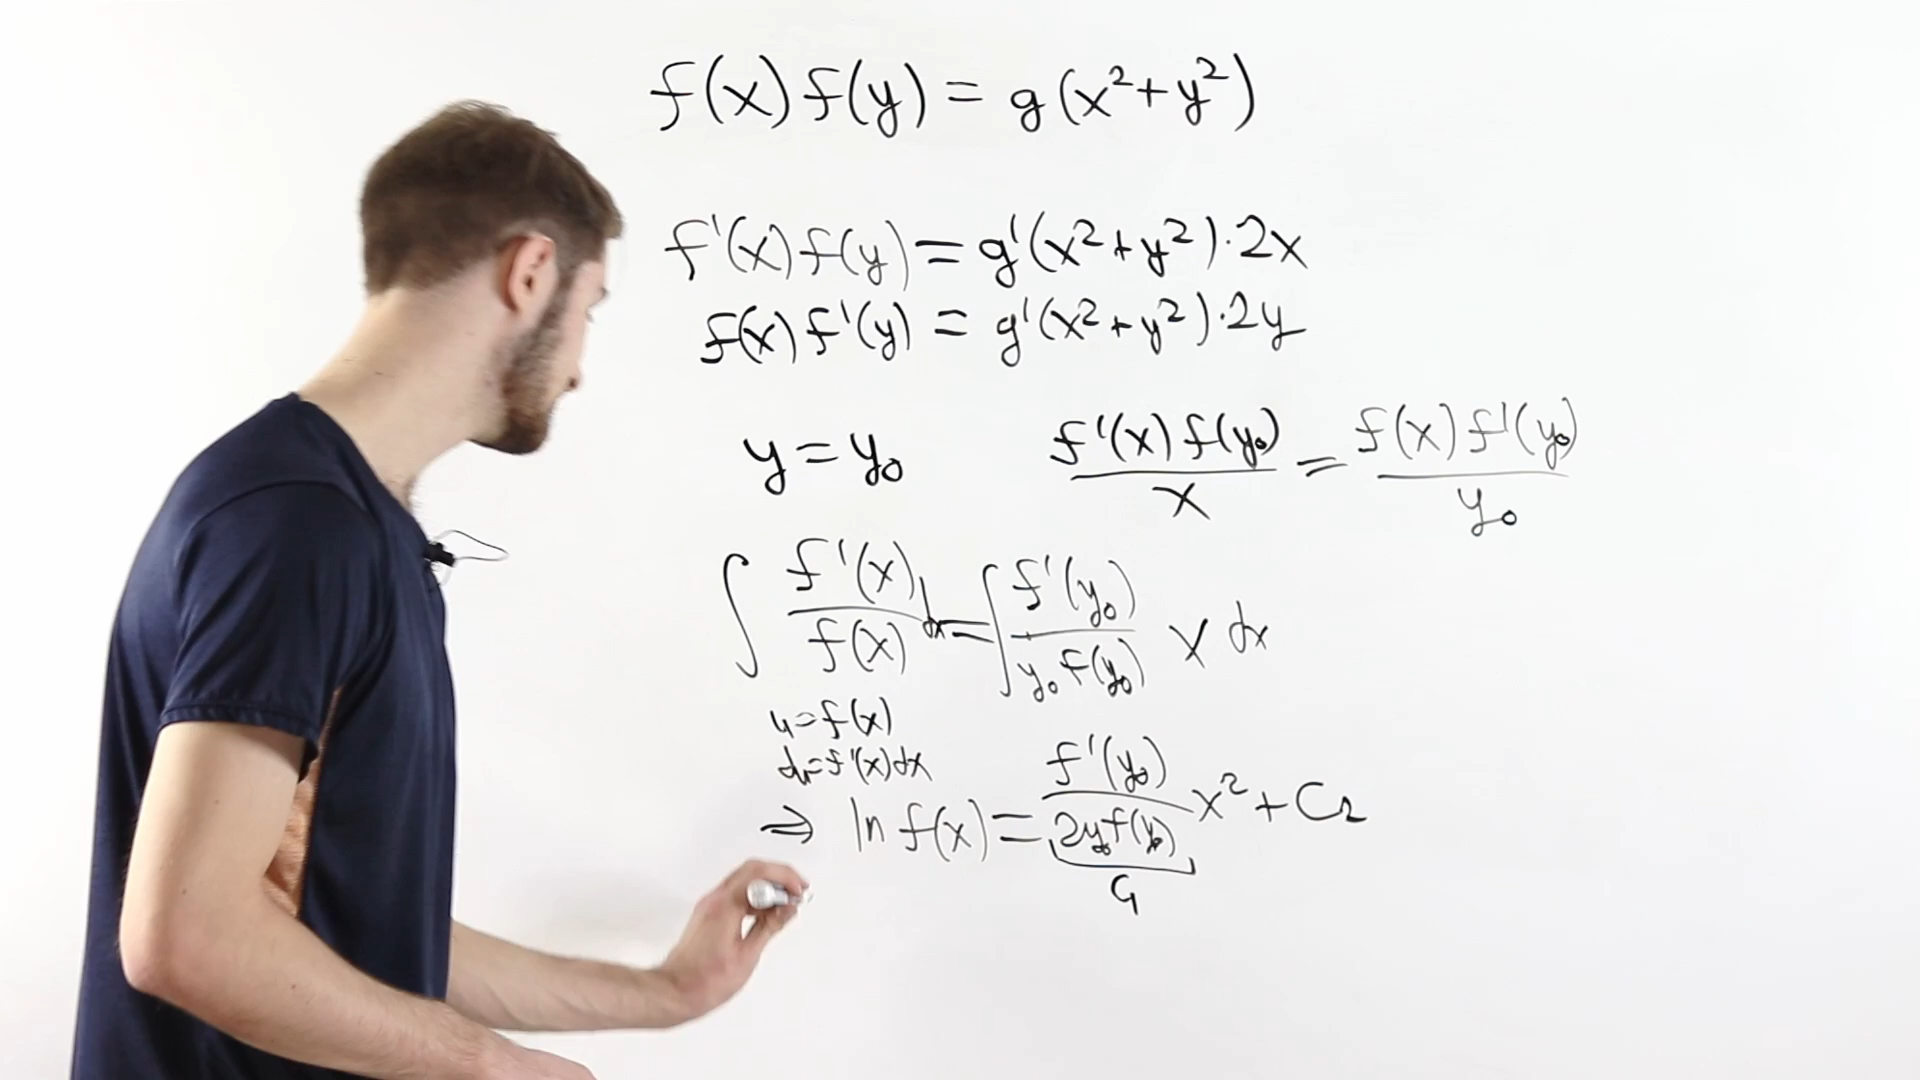 f(x) f(y) = g(x²+y²)
f'(x) f(y) = g'(x²+y²)·2x
f(x) f'(y) = g'(x²+y²)·2y
y = y₀ f'(x) f(y₀)/x = f(x) f'(y₀)/y₀
∫ f'(x)/f(x) dx = ∫ f'(y₀)/y₀ f(y₀) x dx
u=f(x)
du=f'(x)dx
⇒ ln f(x) = f'(y₀)/2y₀f(y₀) x² + C₂
C₁